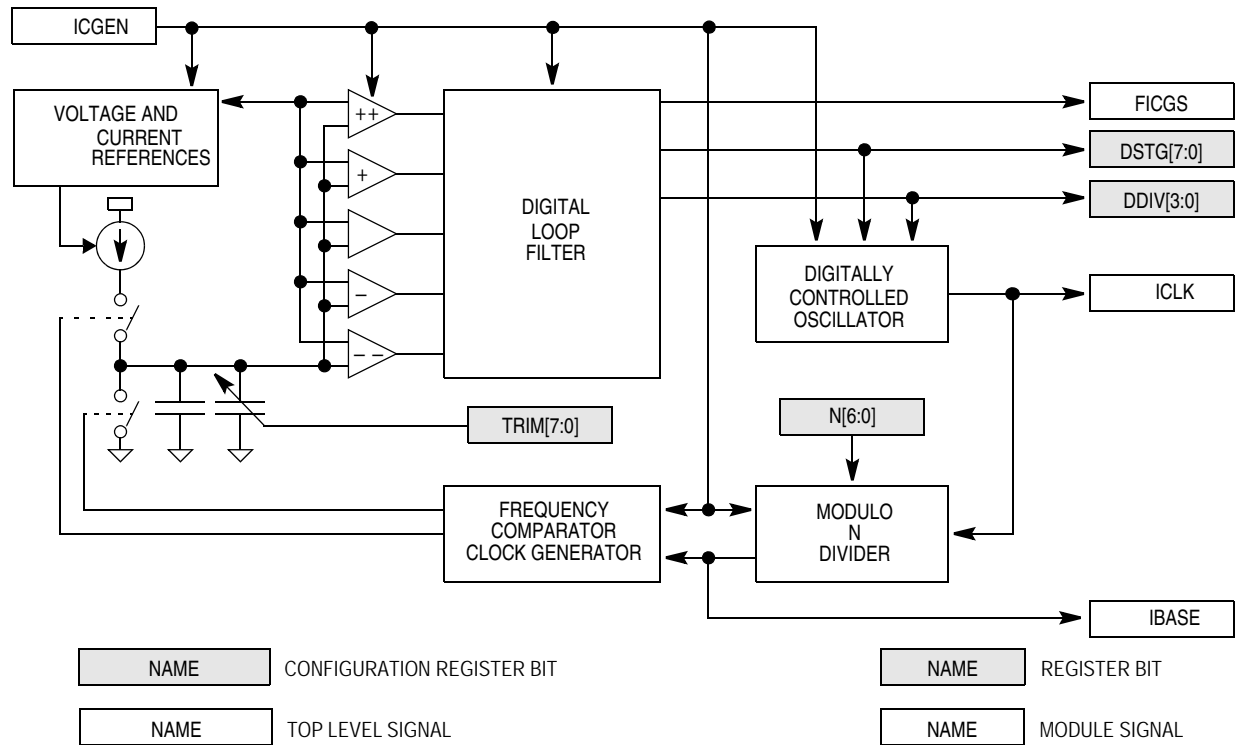 ICGEN
VOLTAGE AND
CURRENT
REFERENCES
++
+
–
– –
DIGITAL
LOOP
FILTER
FICGS
DSTG[7:0]
DDIV[3:0]
DIGITALLY
CONTROLLED
OSCILLATOR
ICLK
TRIM[7:0]
N[6:0]
FREQUENCY
COMPARATOR
CLOCK GENERATOR
MODULO
N
DIVIDER
IBASE
NAME CONFIGURATION REGISTER BIT
NAME REGISTER BIT
NAME TOP LEVEL SIGNAL
NAME MODULE SIGNAL